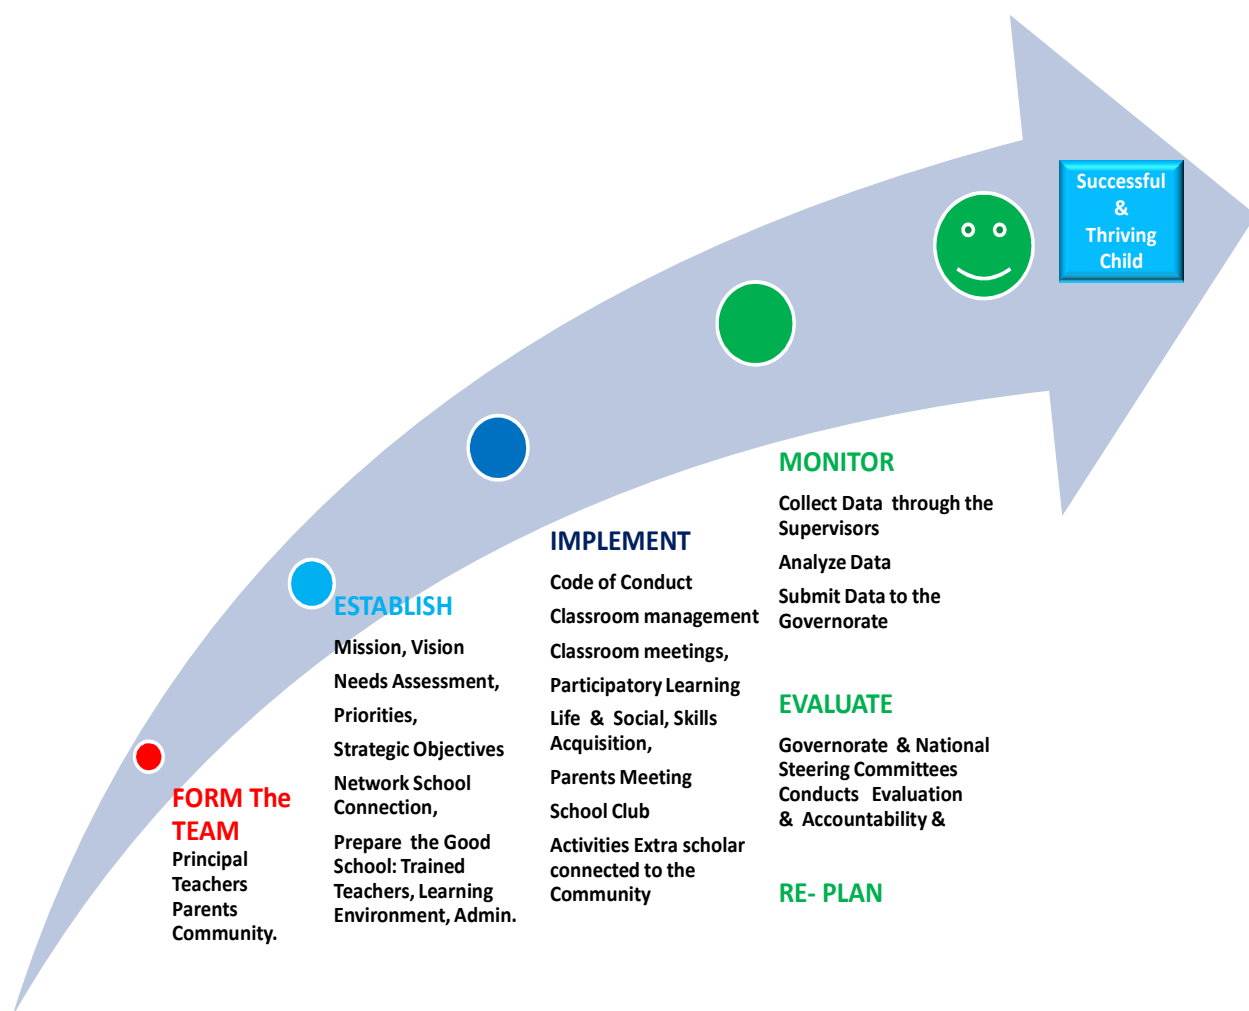 Successful
&
Thriving
Child
FORM The
TEAM
Principal
Teachers
Parents
Community.
ESTABLISH
Mission, Vision
Needs Assessment,
Priorities,
Strategic Objectives
Network School
Connection,
Prepare the Good
School: Trained
Teachers, Learning
Environment, Admin.
IMPLEMENT
Code of Conduct
Classroom management
Classroom meetings,
Participatory Learning
Life & Social, Skills
Acquisition,
Parents Meeting
School Club
Activities Extra scholar
connected to the
Community
MONITOR
Collect Data through the
Supervisors
Analyze Data
Submit Data to the
Governorate
EVALUATE
Governorate & National
Steering Committees
Conducts Evaluation
& Accountability &
RE- PLAN